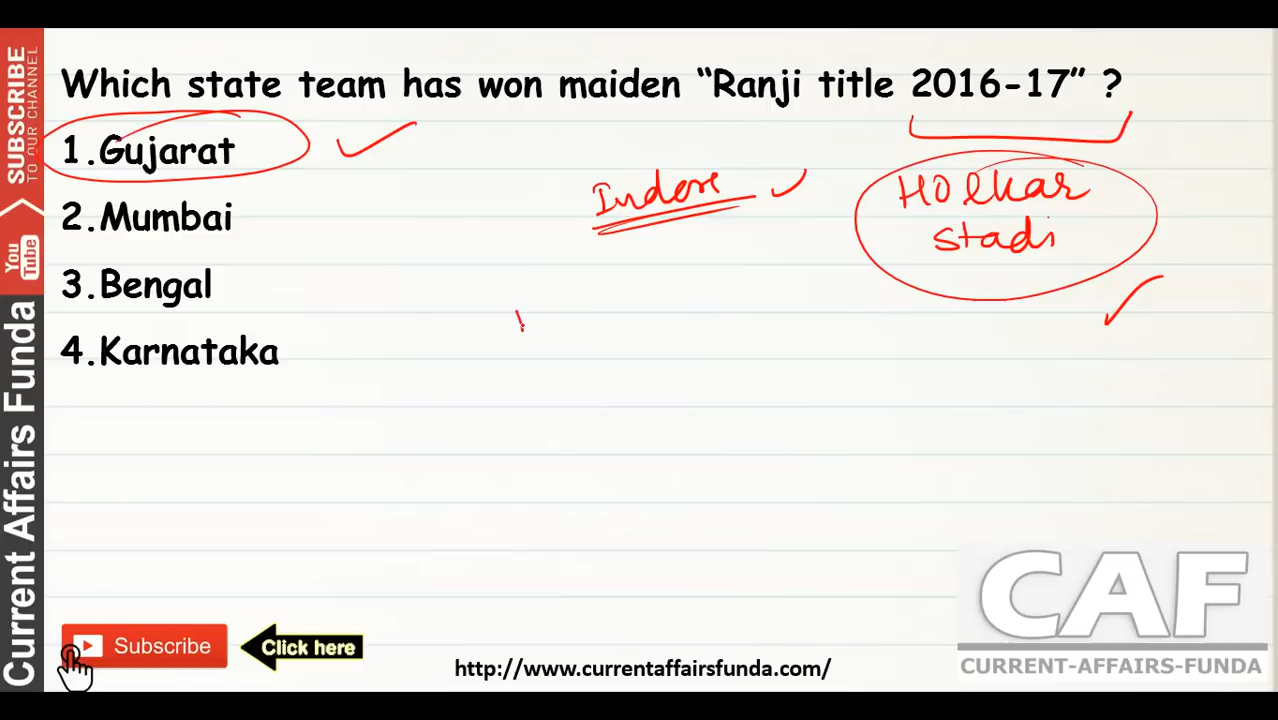 Which state team has won maiden “Ranji title 2016-17” ?
1.Gujarat
2.Mumbai
3.Bengal
4.Karnataka
Indore
Holkar
stadi
SUBSCRIBE
TO OUR CHANNEL
You
Tube
Current Affairs Funda
Subscribe
Click here
http://www.currentaffairsfunda.com/
CAF
CURRENT-AFFAIRS-FUNDA